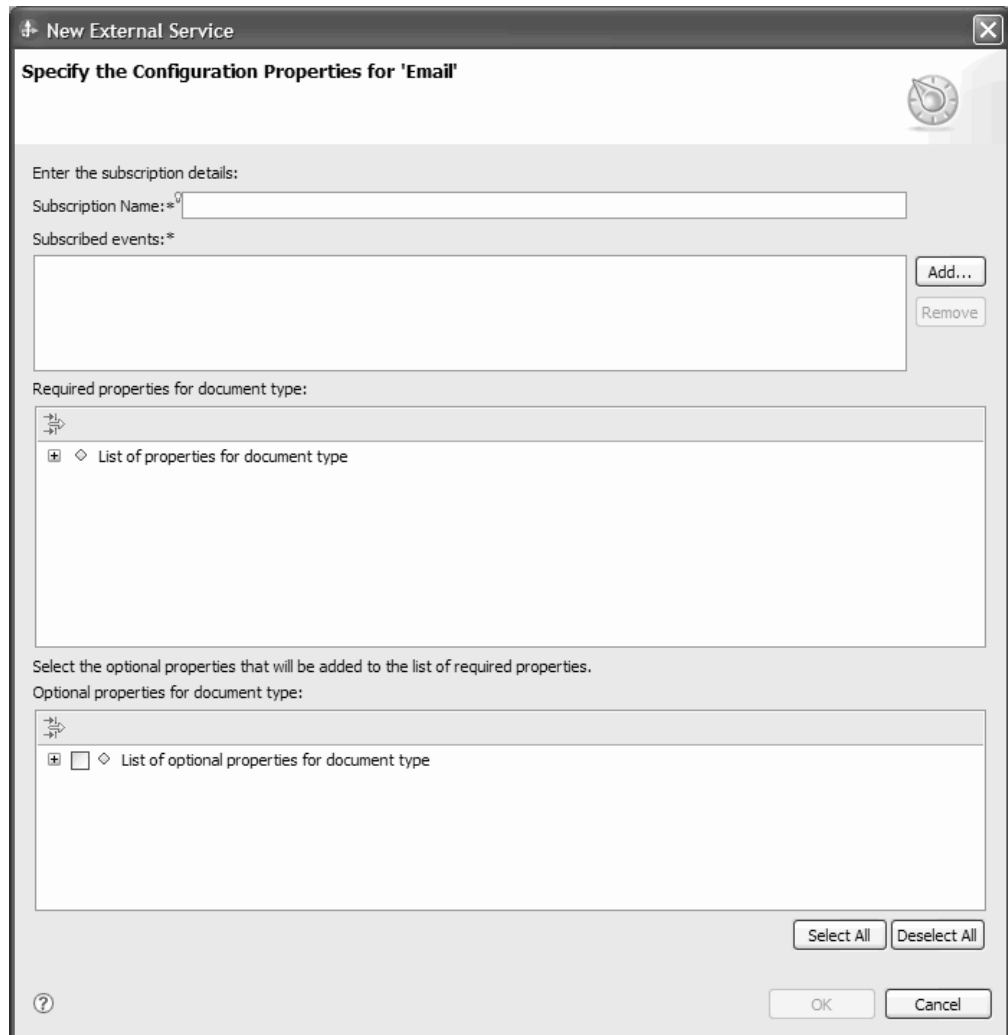 New External Service
Specify the Configuration Properties for 'Email'
Enter the subscription details:
Subscription Name:*
Subscribed events:*
Add...
Remove
Required properties for document type:
List of properties for document type
Select the optional properties that will be added to the list of required properties.
Optional properties for document type:
List of optional properties for document type
Select All Deselect All
OK Cancel